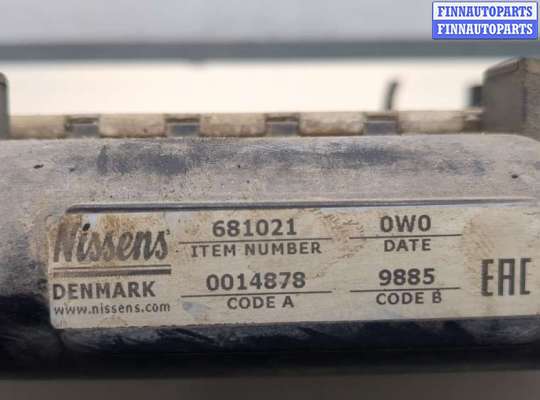 FINNAUTOPARTS
FINNAUTOPARTS
Nissens
DENMARK
www.nissens.com
681021
ITEM NUMBER
0W0
DATE
0014878
CODE A
9885
CODE B
EAC